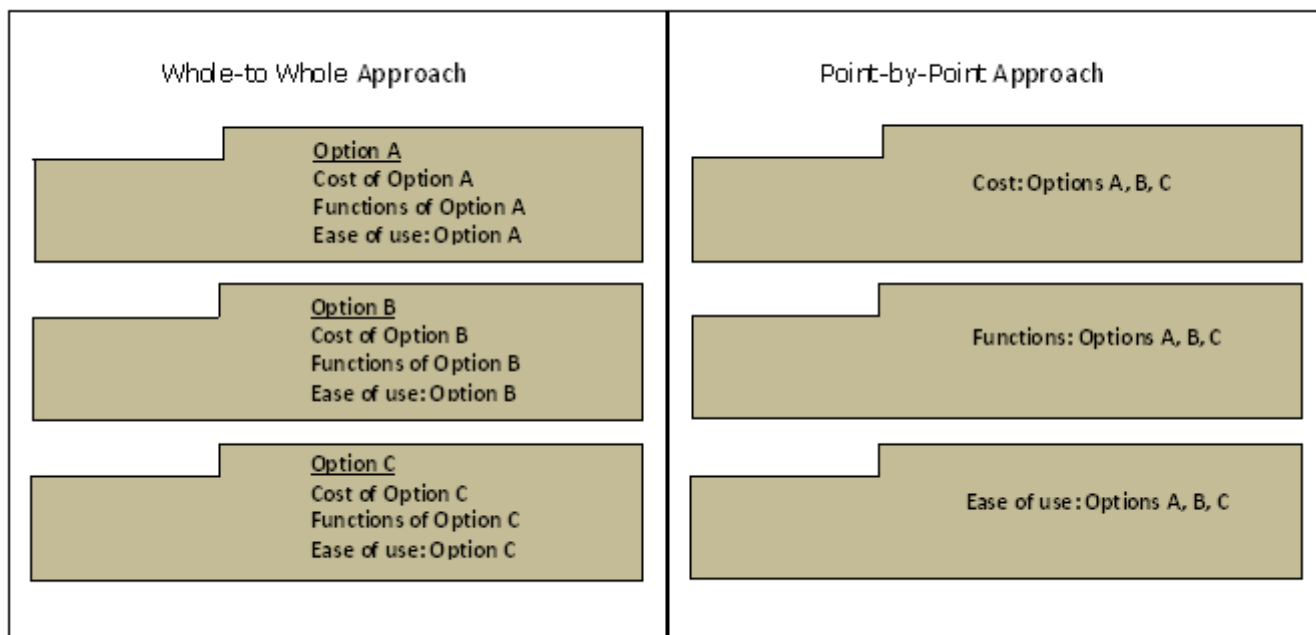 Whole-to Whole Approach
Option A
Cost of Option A
Functions of Option A
Ease of use: Option A
Option B
Cost of Option B
Functions of Option B
Ease of use: Option B
Option C
Cost of Option C
Functions of Option C
Ease of use: Option C
Point-by-Point Approach
Cost: Options A, B, C
Functions: Options A, B, C
Ease of use: Options A, B, C